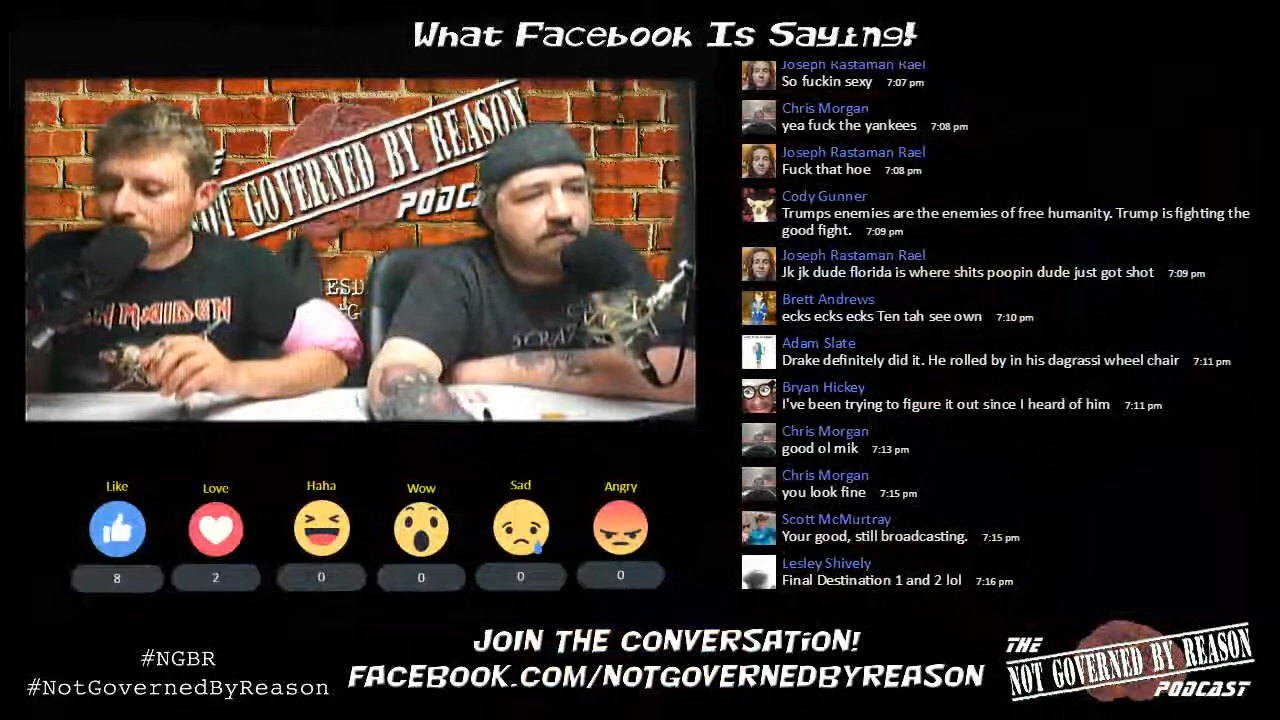 What Facebook Is Saying!
NOT GOVERNED BY REASON
PODC
MAIDEN
ESD
Joseph Rastaman Rael
So fuckin sexy 7:07 pm
Chris Morgan
yea fuck the yankees 7:08 pm
Joseph Rastaman Rael
Fuck that hoe 7:08 pm
Cody Gunner
Trumps enemies are the enemies of free humanity. Trump is fighting the
good fight. 7:09 pm
Joseph Rastaman Rael
Jk jk dude florida is where shits poopin dude just got shot 7:09 pm
Brett Andrews
ecks ecks ecks Ten tah see own 7:10 pm
Adam Slate
Drake definitely did it. He rolled by in his dagrassi wheel chair 7:11 pm
Bryan Hickey
I've been trying to figure it out since I heard of him 7:11 pm
Chris Morgan
good ol mik 7:13 pm
Chris Morgan
you look fine 7:15 pm
Scott McMurtray
Your good, still broadcasting. 7:15 pm
Lesley Shively
Final Destination 1 and 2 lol 7:16 pm
Like Love Haha Wow Sad Angry
8 2 0 0 0 0
#NGBR
#NotGovernedByReason
JOIN THE CONVERSATION!
FACEBOOK.COM/NOTGOVERNEDBYREASON
THE
NOT GOVERNED BY REASON
PODCAST